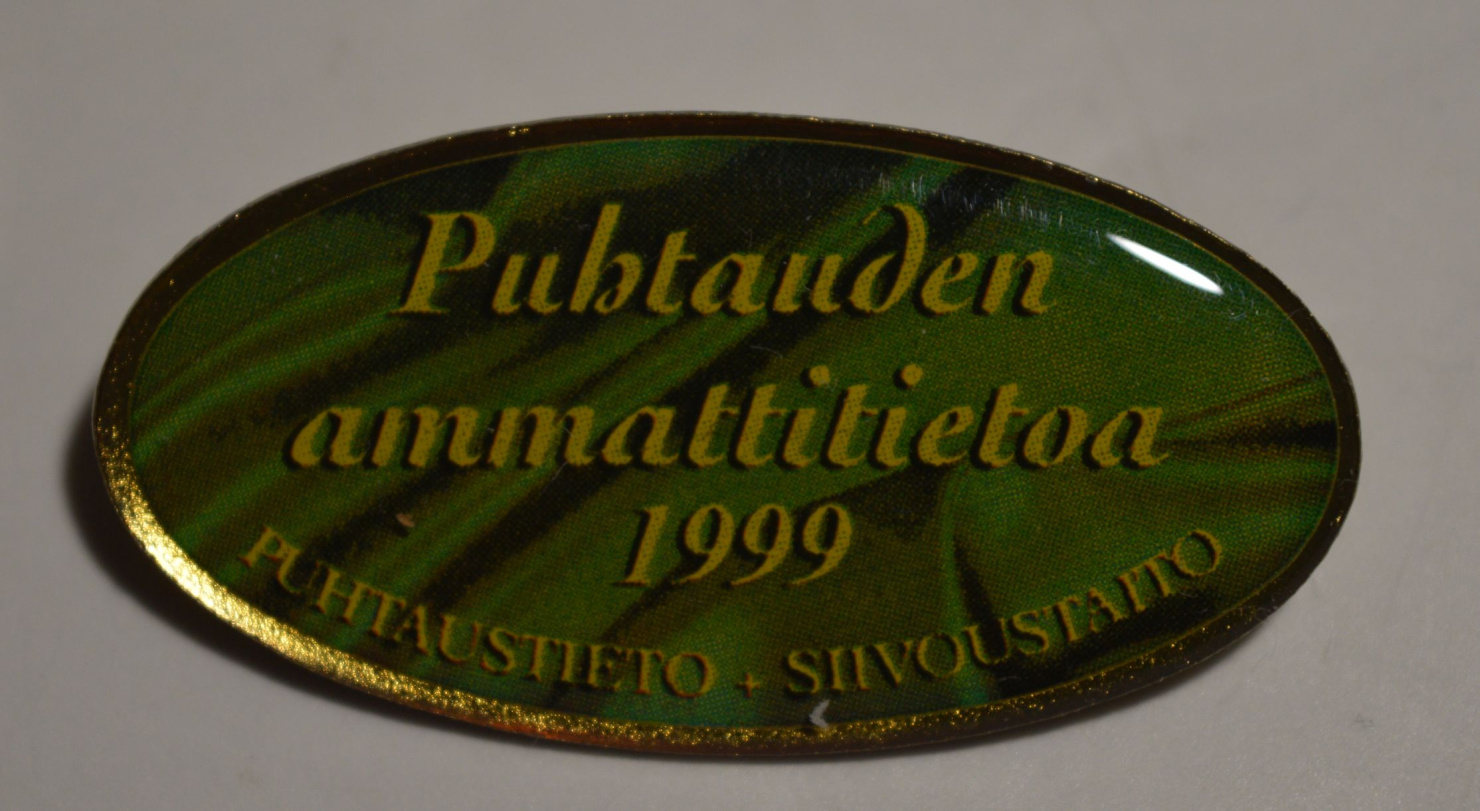 Puhtauden
ammattitietoa
1999
PUHTAUSTIETO + SIIVOUSTAITO